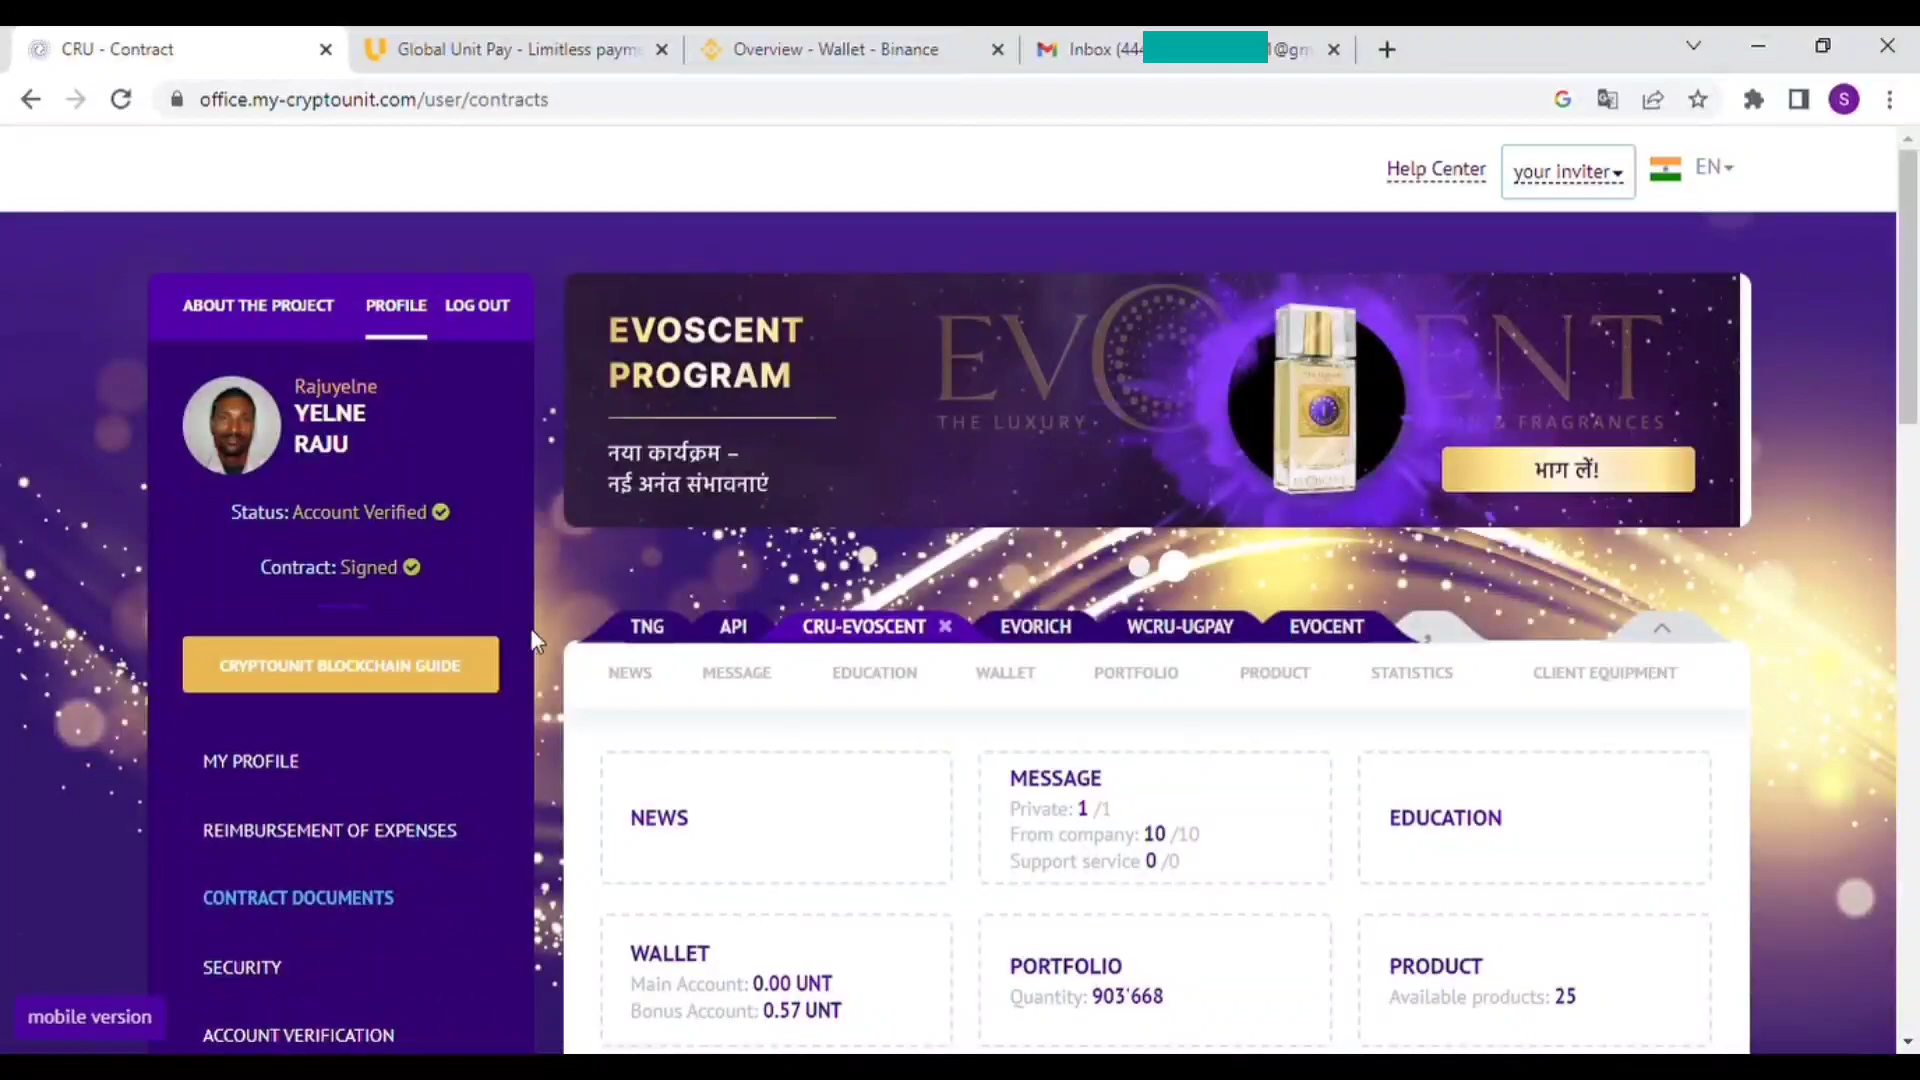 CRU - Contract
Global Unit Pay - Limitless paym
Overview - Wallet - Binance
Inbox (444
1@gm
office.my-cryptounit.com/user/contracts
S
Help Center
your inviter
EN
ABOUT THE PROJECT
PROFILE
LOG OUT
Rajuyelne
YELNE
RAJU
Status: Account Verified
Contract: Signed
CRYPTOUNIT BLOCKCHAIN GUIDE
MY PROFILE
REIMBURSEMENT OF EXPENSES
CONTRACT DOCUMENTS
SECURITY
ACCOUNT VERIFICATION
mobile version
EVOSCENT
PROGRAM
नया कार्यक्रम –
नई अनंत संभावनाएं
THE LUXURY
& FRAGRANCES
भाग लें!
TNG
API
CRU-EVOSCENT
EVORICH
WCRU-UGPAY
EVOCENT
NEWS
MESSAGE
EDUCATION
WALLET
PORTFOLIO
PRODUCT
STATISTICS
CLIENT EQUIPMENT
NEWS
MESSAGE
Private: 1 /1
From company: 10 /10
Support service 0 /0
EDUCATION
WALLET
Main Account: 0.00 UNT
Bonus Account: 0.57 UNT
PORTFOLIO
Quantity: 903'668
PRODUCT
Available products: 25